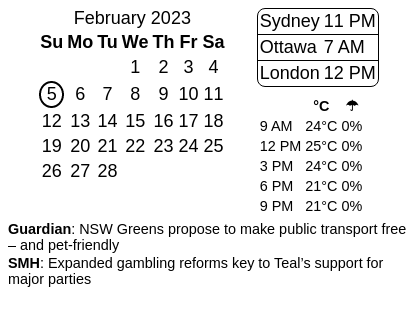 February 2023
Su Mo Tu We Th Fr Sa
1 2 3 4
5 6 7 8 9 10 11
12 13 14 15 16 17 18
19 20 21 22 23 24 25
26 27 28
Sydney 11 PM
Ottawa 7 AM
London 12 PM
°C ☂
9 AM 24°C 0%
12 PM 25°C 0%
3 PM 24°C 0%
6 PM 21°C 0%
9 PM 21°C 0%
Guardian: NSW Greens propose to make public transport free
– and pet-friendly
SMH: Expanded gambling reforms key to Teal’s support for
major parties